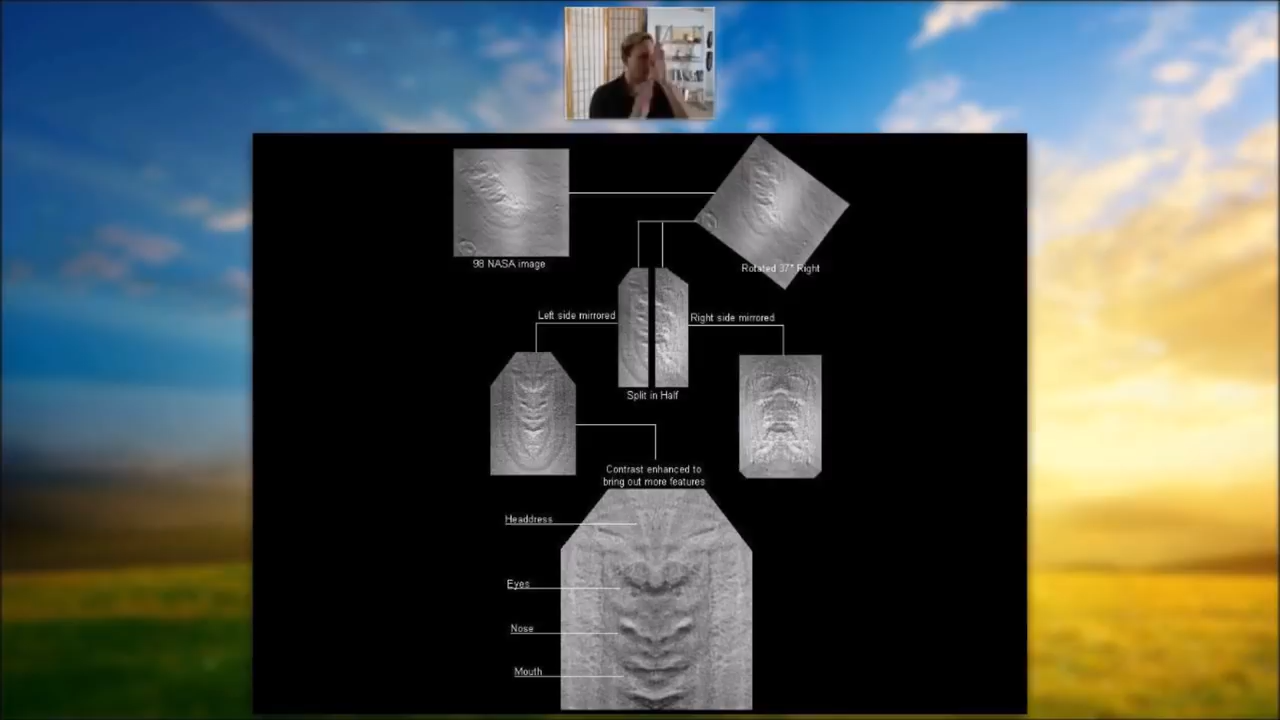 98 NASA image
Rotated 37° Right
Left side mirrored
Right side mirrored
Split in Half
Contrast enhanced to
bring out more features
Headdress
Eyes
Nose
Mouth